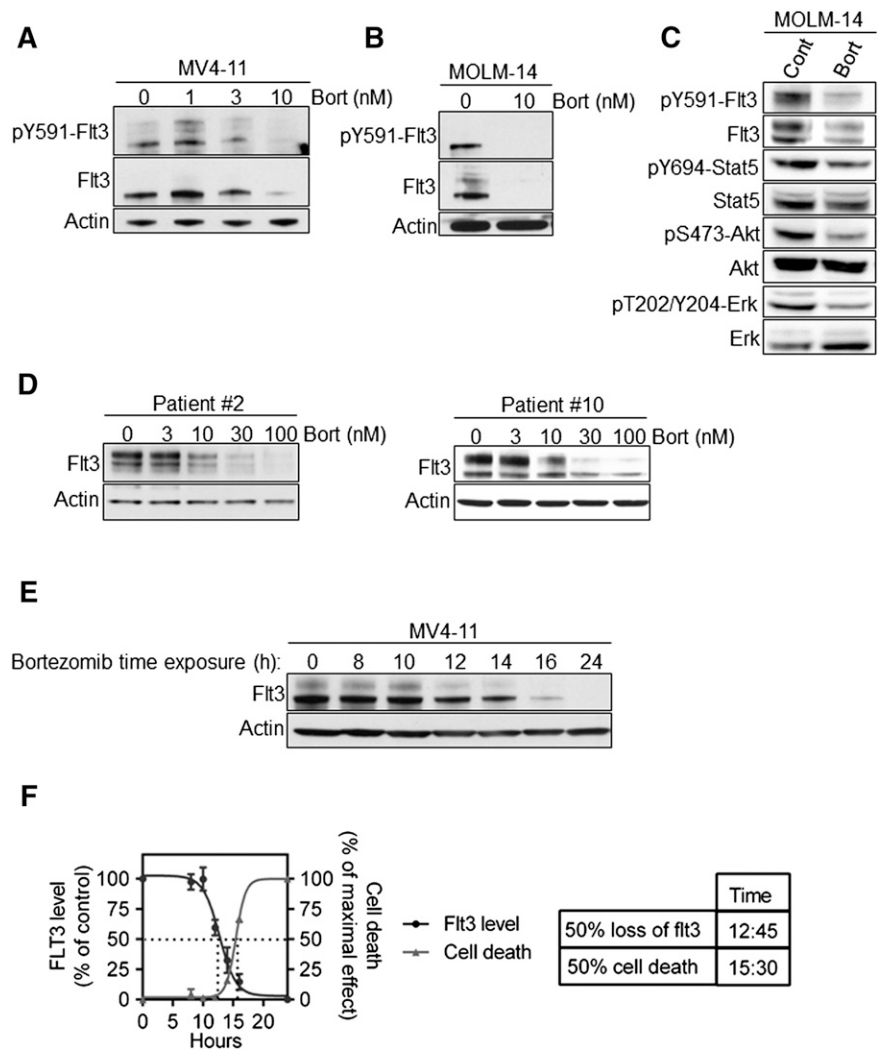 A
MV4-11
0 1 3 10 Bort (nM)
pY591-Flt3
Flt3
Actin
B
MOLM-14
0 10 Bort (nM)
pY591-Flt3
Flt3
Actin
C
MOLM-14
Cont Bort
pY591-Flt3
Flt3
pY694-Stat5
Stat5
pS473-Akt
Akt
pT202/Y204-Erk
Erk
D
Patient #2
0 3 10 30 100 Bort (nM)
Flt3
Actin
Patient #10
0 3 10 30 100 Bort (nM)
Flt3
Actin
E
MV4-11
Bortezomib time exposure (h): 0 8 10 12 14 16 24
Flt3
Actin
F
FLT3 level
(% of control)
100
75
50
25
0
0 5 10 15 20
Hours
100
75
50
25
0
Cell death
(% of maximal effect)
Flt3 level
Cell death
Time
50% loss of flt3 12:45
50% cell death 15:30